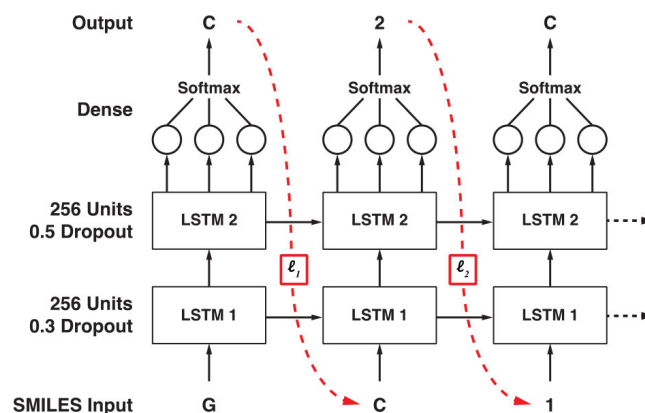 Output C 2 C
Softmax Softmax Softmax
Dense
256 Units
0.5 Dropout
LSTM 2 LSTM 2 LSTM 2
ℓ1 ℓ2
256 Units
0.3 Dropout
LSTM 1 LSTM 1 LSTM 1
SMILES Input G C 1